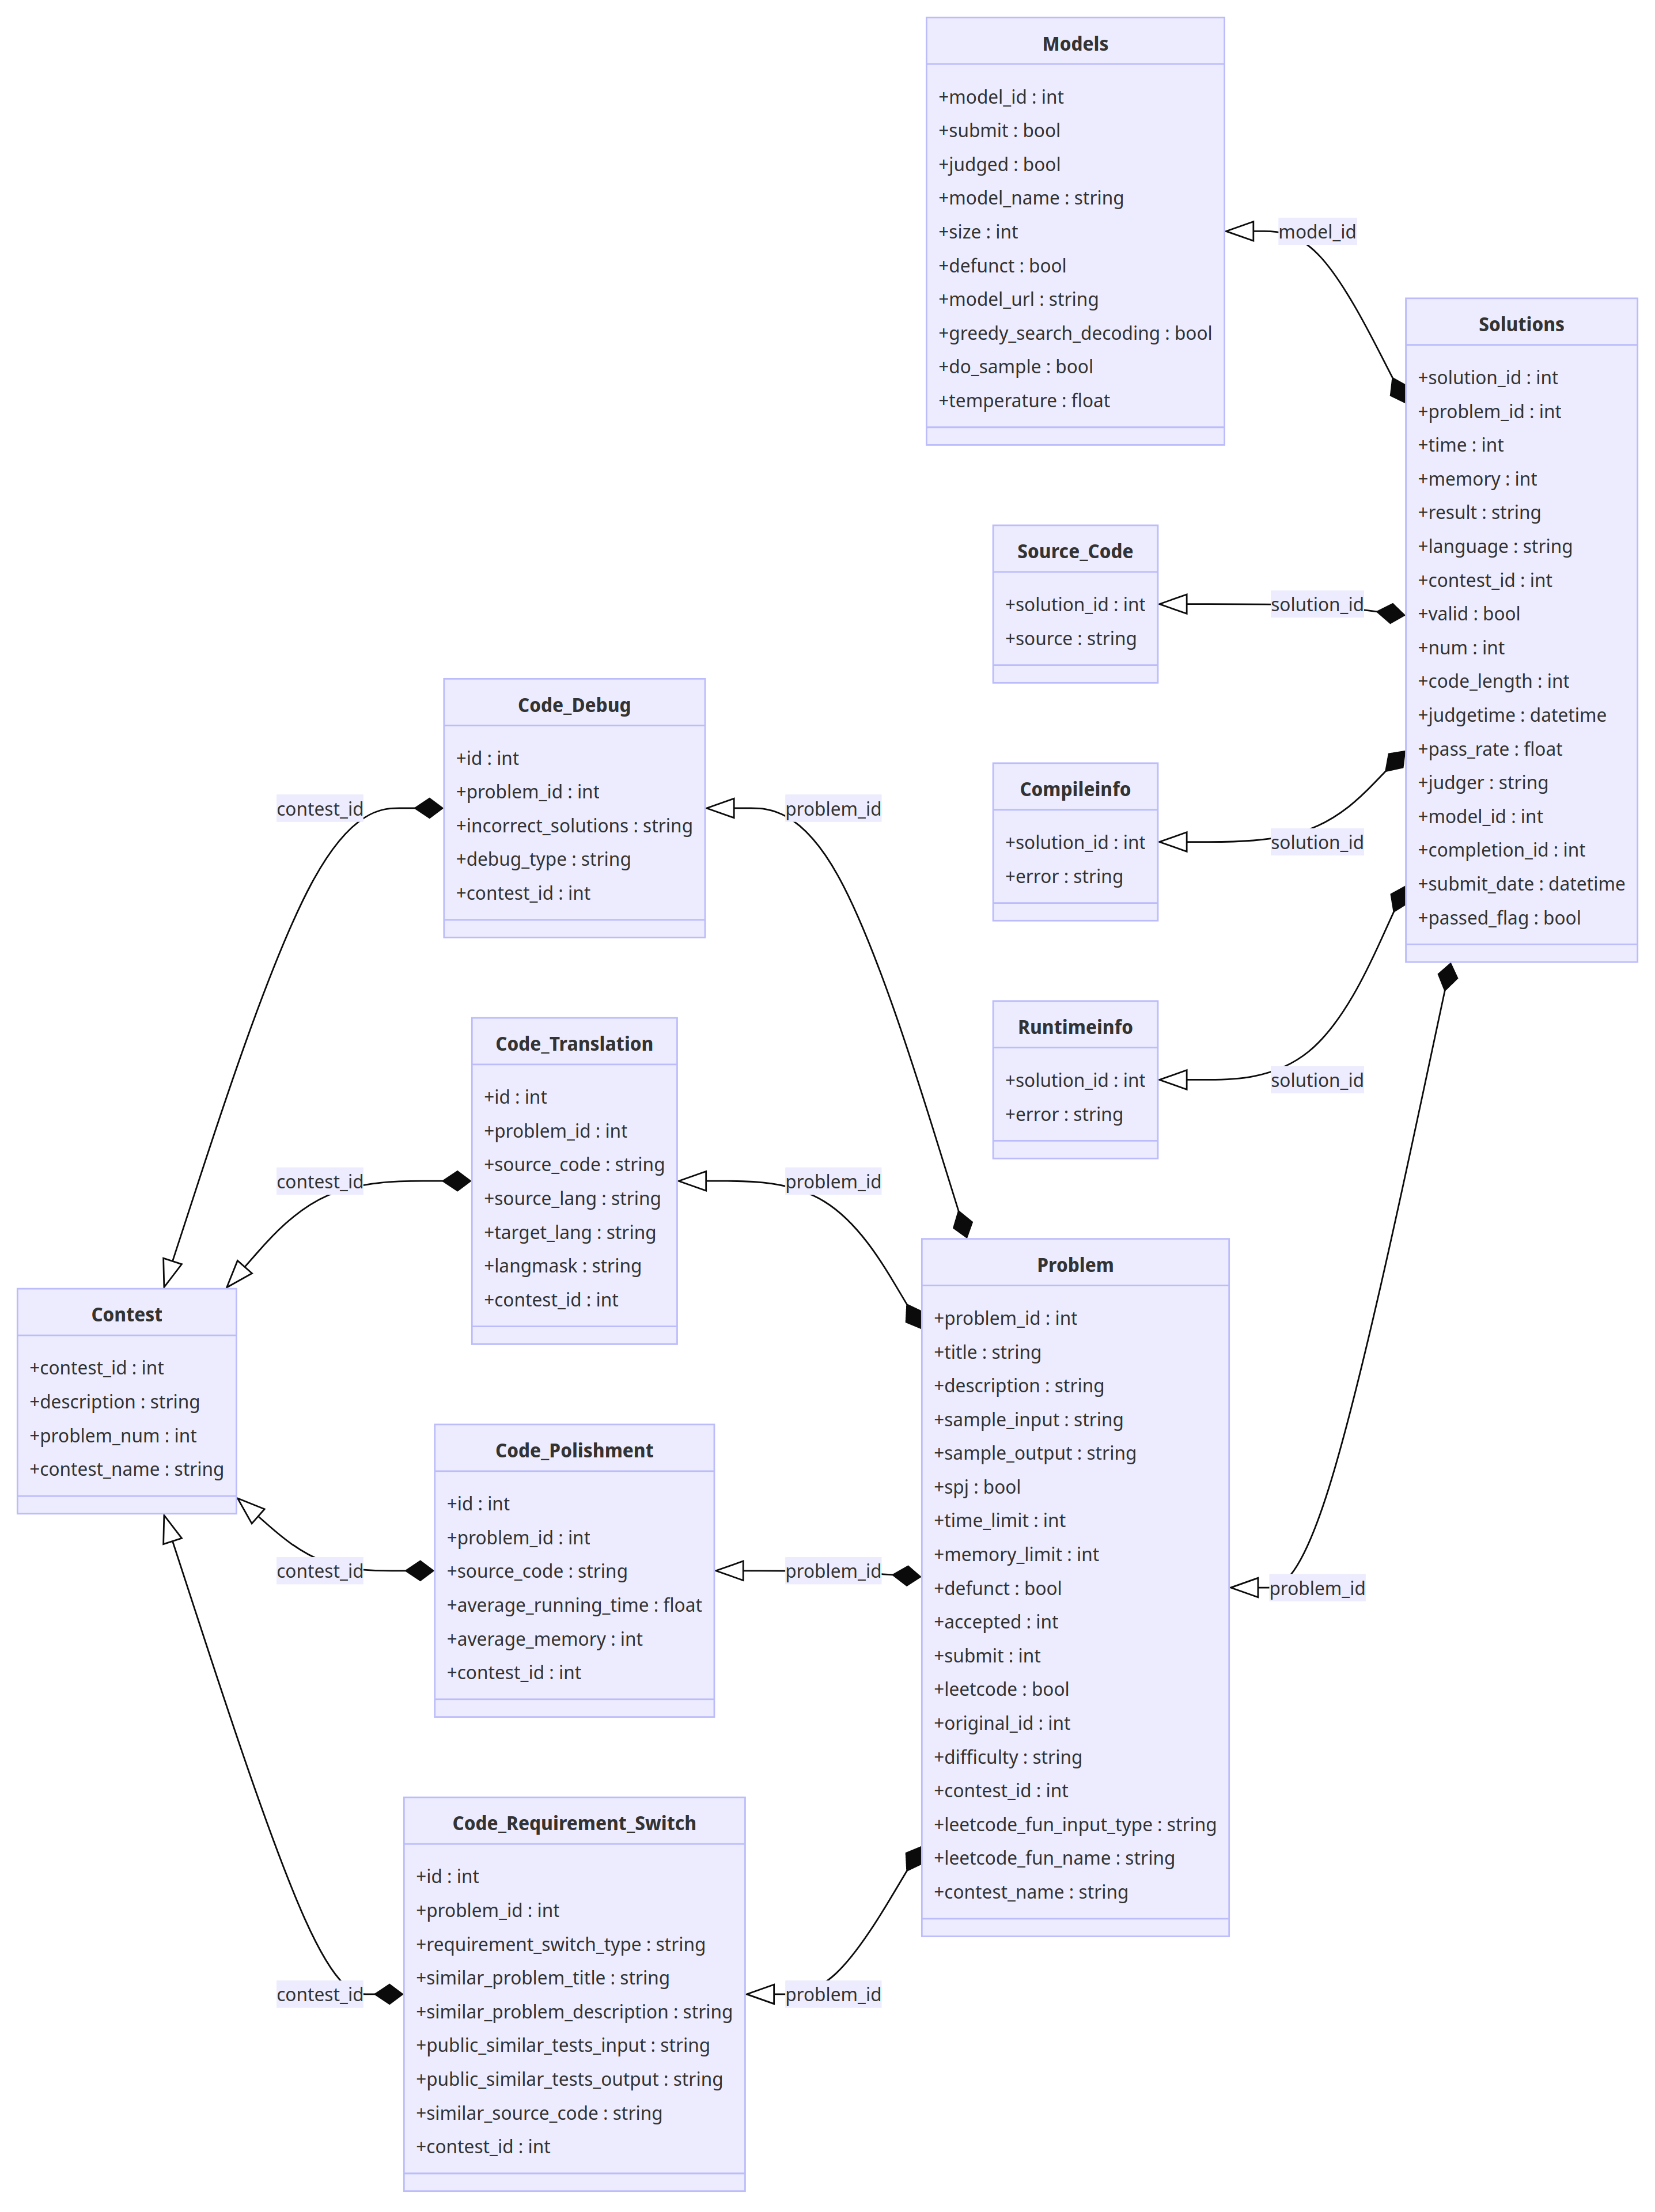 Models
+model_id : int
+submit : bool
+judged : bool
+model_name : string
+size : int
+defunct : bool
+model_url : string
+greedy_search_decoding : bool
+do_sample : bool
+temperature : float
model_id
Solutions
+solution_id : int
+problem_id : int
+time : int
+memory : int
+result : string
+language : string
+contest_id : int
+valid : bool
+num : int
+code_length : int
+judgetime : datetime
+pass_rate : float
+judger : string
+model_id : int
+completion_id : int
+submit_date : datetime
+passed_flag : bool
Source_Code
+solution_id : int
+source : string
solution_id
Compileinfo
+solution_id : int
+error : string
solution_id
Runtimeinfo
+solution_id : int
+error : string
solution_id
Code_Debug
+id : int
+problem_id : int
+incorrect_solutions : string
+debug_type : string
+contest_id : int
contest_id
problem_id
Code_Translation
+id : int
+problem_id : int
+source_code : string
+source_lang : string
+target_lang : string
+langmask : string
+contest_id : int
contest_id
problem_id
Contest
+contest_id : int
+description : string
+problem_num : int
+contest_name : string
Code_Polishment
+id : int
+problem_id : int
+source_code : string
+average_running_time : float
+average_memory : int
+contest_id : int
contest_id
problem_id
Problem
+problem_id : int
+title : string
+description : string
+sample_input : string
+sample_output : string
+spj : bool
+time_limit : int
+memory_limit : int
+defunct : bool
+accepted : int
+submit : int
+leetcode : bool
+original_id : int
+difficulty : string
+contest_id : int
+leetcode_fun_input_type : string
+leetcode_fun_name : string
+contest_name : string
problem_id
Code_Requirement_Switch
+id : int
+problem_id : int
+requirement_switch_type : string
+similar_problem_title : string
+similar_problem_description : string
+public_similar_tests_input : string
+public_similar_tests_output : string
+similar_source_code : string
+contest_id : int
contest_id
problem_id